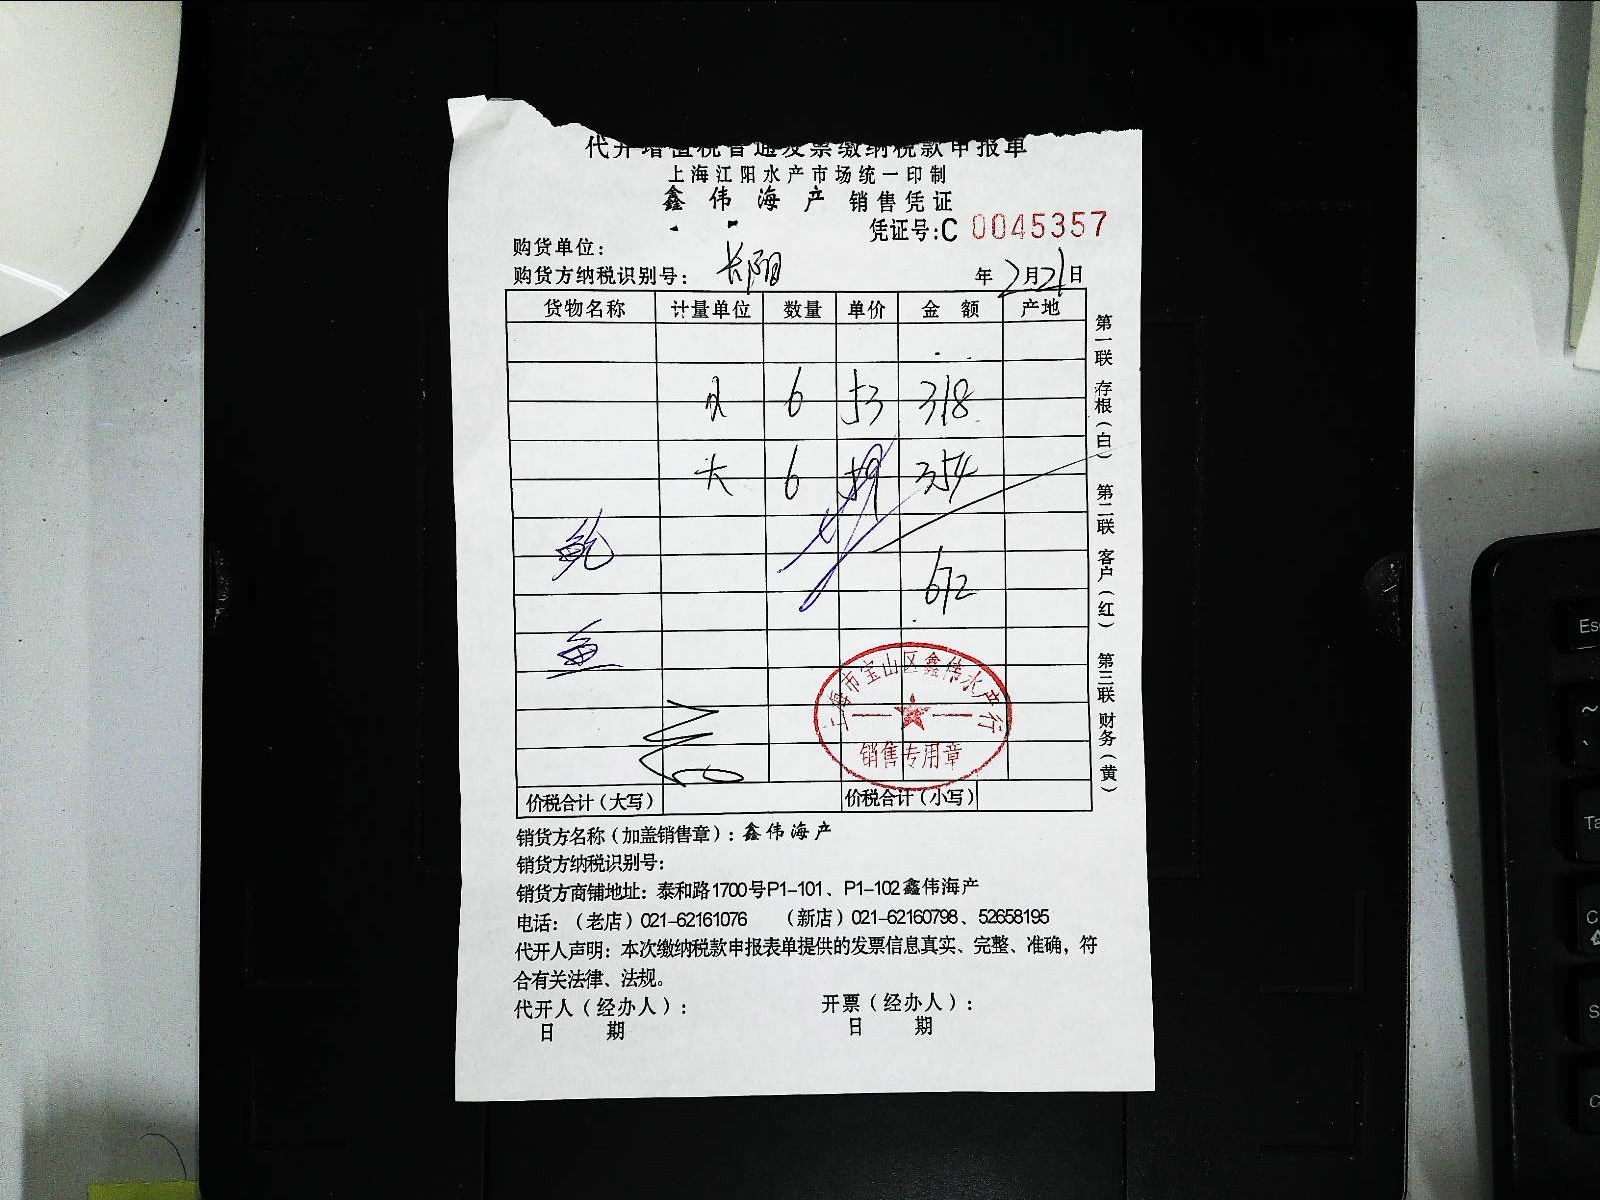 代开增值税普通发票缴纳税款申报单
上海江阳水产市场统一印制
鑫伟海产 销售凭证
凭证号:C 0045357
购货单位:
购货方纳税识别号: 长阳 年2月21日
货物名称 计量单位 数量 单价 金额 产地
6 53 318
大 6 59 354
鲍
672
鱼
上海市宝山区鑫伟水产行
销售专用章
价税合计(大写) 价税合计(小写)
第一联 存根(白) 第二联 客户(红) 第三联 财务(黄)
销货方名称(加盖销售章):鑫伟海产
销货方纳税识别号:
销货方商铺地址:泰和路1700号P1-101、P1-102鑫伟海产
电话:(老店)021-62161076 (新店)021-62160798、52658195
代开人声明:本次缴纳税款申报表单提供的发票信息真实、完整、准确,符
合有关法律、法规。
代开人(经办人): 开票(经办人):
日 期 日 期